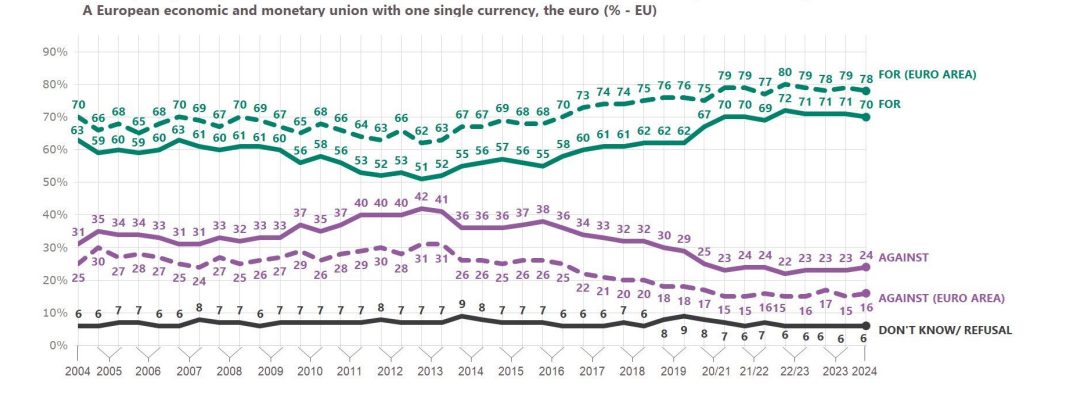 A European economic and monetary union with one single currency, the euro (% - EU)
90%
80%
70%
60%
50%
40%
30%
20%
10%
0%
70 66 68 65 68 70 69 67 70 69 67 65 68 66 64 63 66 62 63 67 67 69 68 68 70 73 74 74 75 76 76 75 79 79 77 80 79 78 79 78
FOR (EURO AREA)
63 59 60 59 60 63 61 60 61 61 60 56 58 56 53 52 53 51 52 55 56 57 56 55 58 60 61 61 62 62 62 67 70 70 69 72 71 71 71 70
FOR
31 35 34 34 33 31 31 33 32 33 33 37 35 37 40 40 40 42 41 36 36 36 37 38 36 34 33 32 32 30 29 25 23 24 24 22 23 23 23 24
AGAINST
25 30 27 28 27 25 24 27 25 26 27 29 26 28 29 30 28 31 31 26 26 25 26 26 25 22 21 20 20 18 18 17 15 15 16 15 16 17 15 16
AGAINST (EURO AREA)
6 6 7 7 6 6 8 7 7 6 7 7 7 7 7 8 7 7 7 9 8 7 7 7 6 6 6 7 6 8 9 8 7 6 7 6 6 6 6 6
DON'T KNOW/ REFUSAL
2004 2005 2006 2007 2008 2009 2010 2011 2012 2013 2014 2015 2016 2017 2018 2019 20/21 21/22 22/23 2023 2024